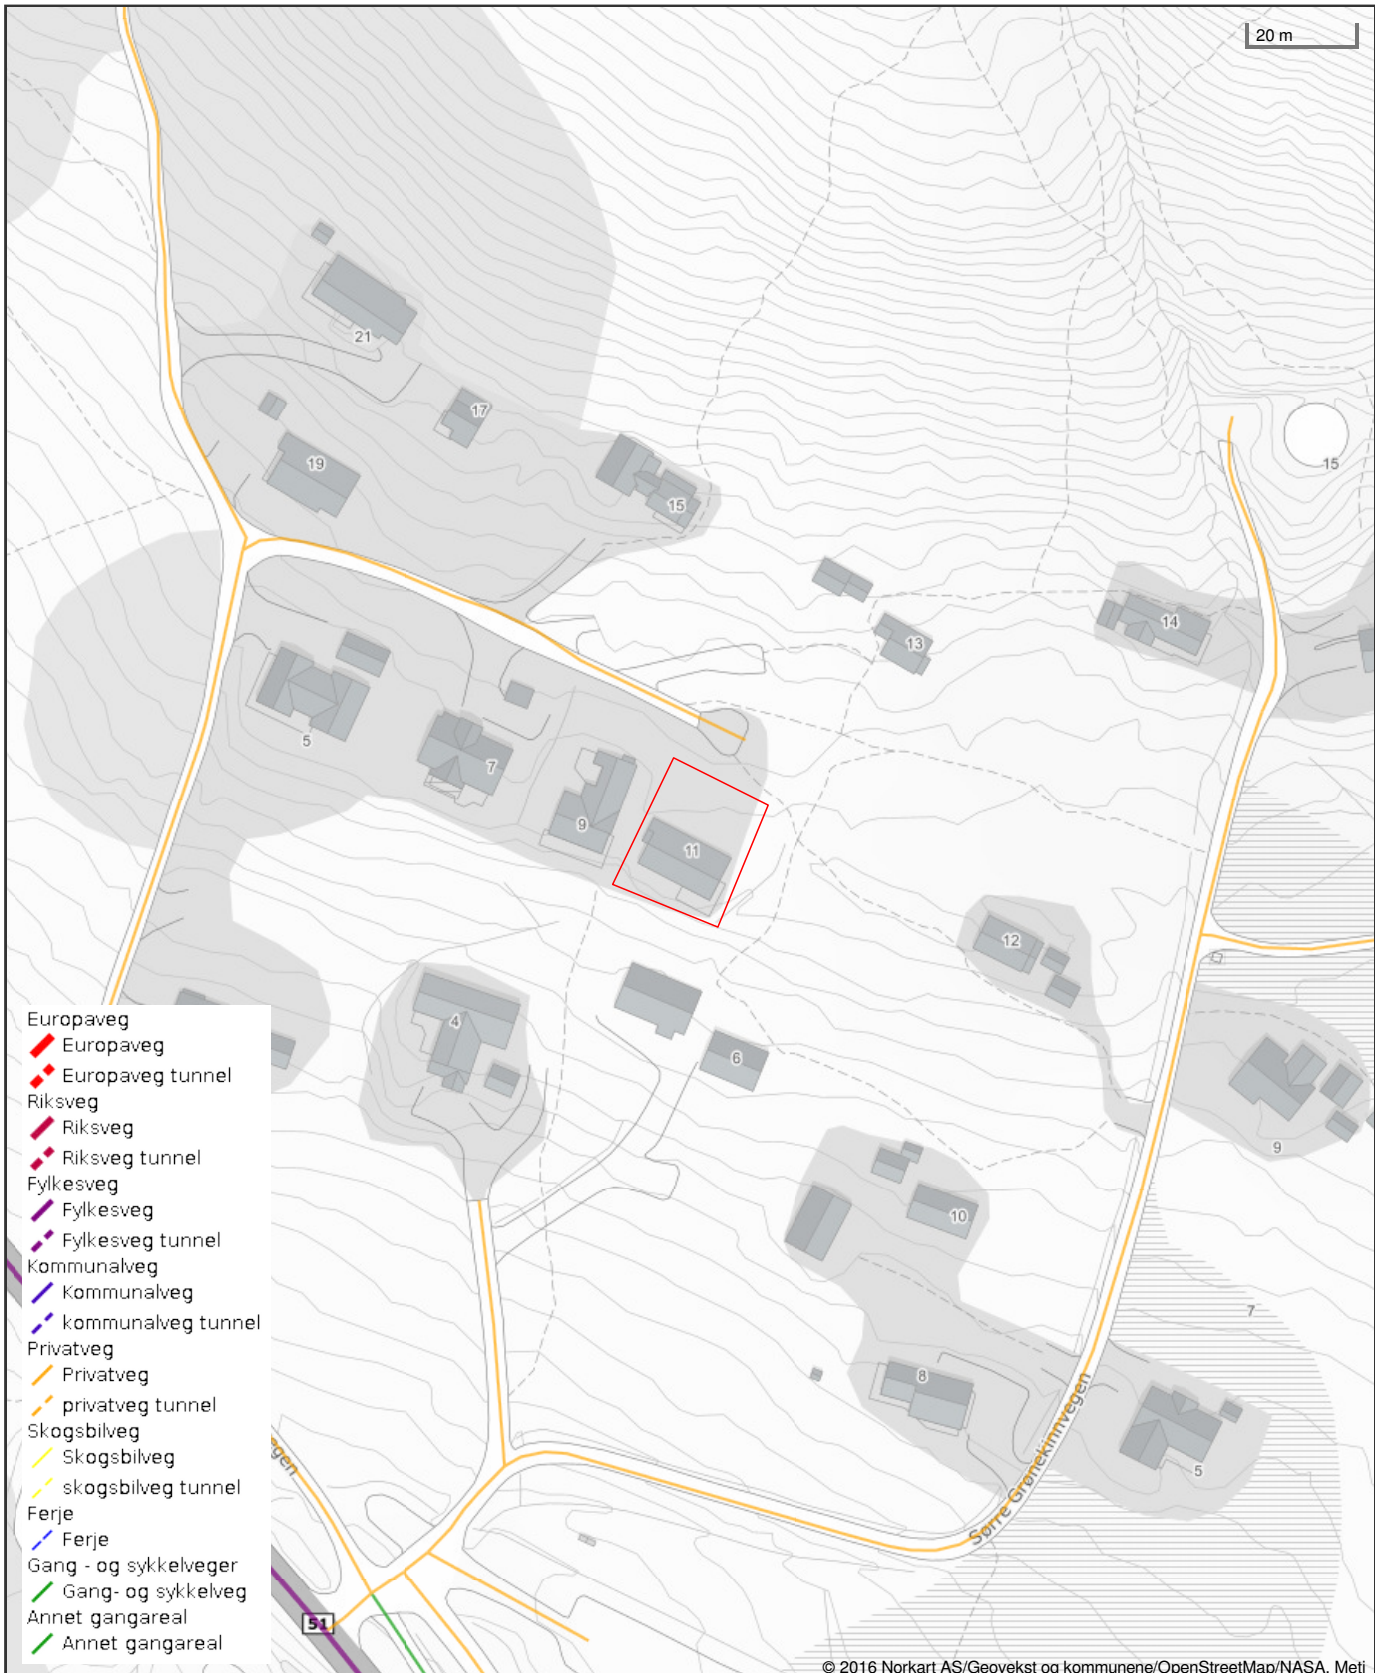 20 m
21
17
19
15
15
14
13
5
7
9
11
12
4
6
9
10
7
8
5
Sørre Grønekinnvegen
51
Europaveg
Europaveg
Europaveg tunnel
Riksveg
Riksveg
Riksveg tunnel
Fylkesveg
Fylkesveg
Fylkesveg tunnel
Kommunalveg
Kommunalveg
kommunalveg tunnel
Privatveg
Privatveg
privatveg tunnel
Skogsbilveg
Skogsbilveg
skogsbilveg tunnel
Ferje
Ferje
Gang - og sykkelveger
Gang- og sykkelveg
Annet gangareal
Annet gangareal
© 2016 Norkart AS/Geovekst og kommunene/OpenStreetMap/NASA, Meti